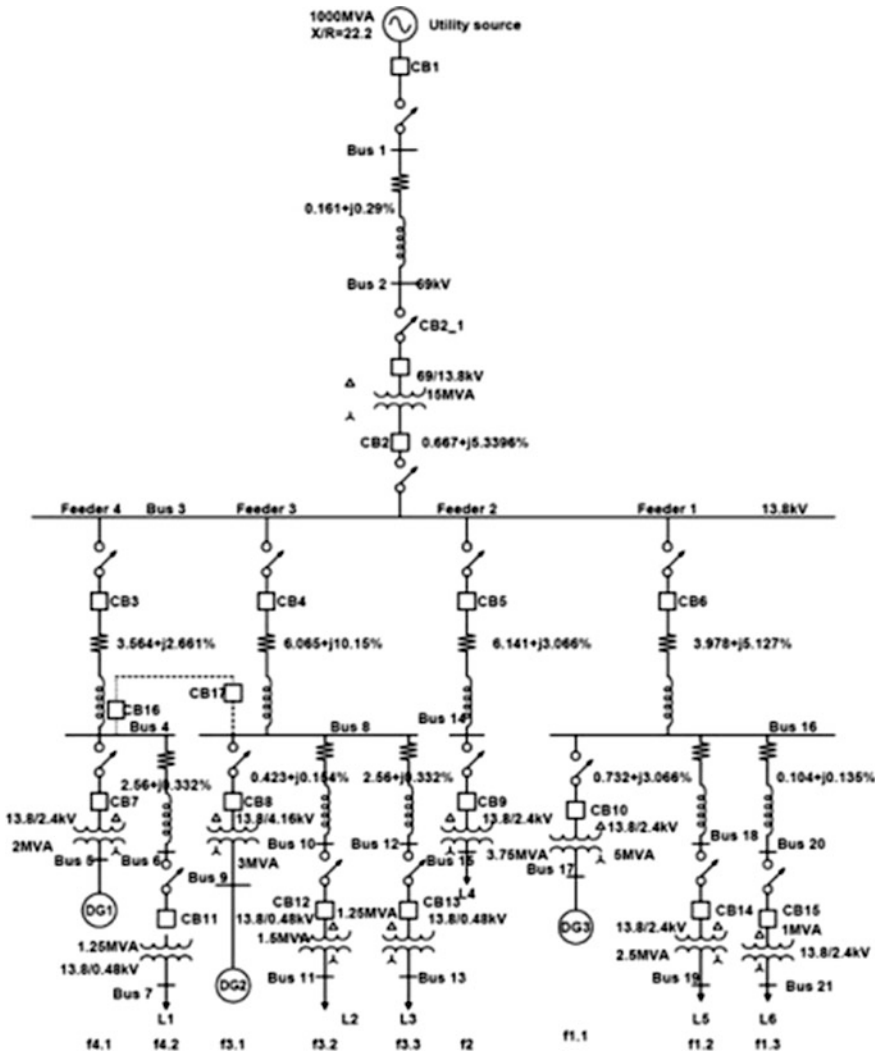 1000MVA
X/R=22.2
Utility source
CB1
Bus 1
0.161+j0.29%
Bus 2
69kV
CB2_1
69/13.8kV
15MVA
CB2
0.667+j5.3396%
Feeder 4
Bus 3
Feeder 3
Feeder 2
Feeder 1
13.8kV
CB3
CB4
CB5
CB6
3.564+j2.661%
6.065+j10.15%
6.141+j3.066%
3.978+j5.127%
CB16
CB17
Bus 4
Bus 8
Bus 14
Bus 16
2.56+j0.332%
0.423+j0.154%
2.56+j0.332%
0.732+j3.066%
0.104+j0.135%
CB7
CB8
CB9
CB10
13.8/2.4kV
13.8/4.16kV
13.8/2.4kV
13.8/2.4kV
2MVA
3MVA
3.75MVA
5MVA
Bus 5
Bus 6
Bus 9
Bus 10
Bus 12
Bus 15
Bus 17
Bus 18
Bus 20
L4
DG1
CB11
CB12
CB13
DG3
CB14
CB15
13.8/0.48kV
1.25MVA
13.8/0.48kV
13.8/2.4kV
1MVA
1.25MVA
1.5MVA
2.5MVA
13.8/2.4kV
13.8/0.48kV
Bus 7
DG2
Bus 11
Bus 13
Bus 19
Bus 21
L1
L2
L3
L5
L6
f4.1
f4.2
f3.1
f3.2
f3.3
f2
f1.1
f1.2
f1.3